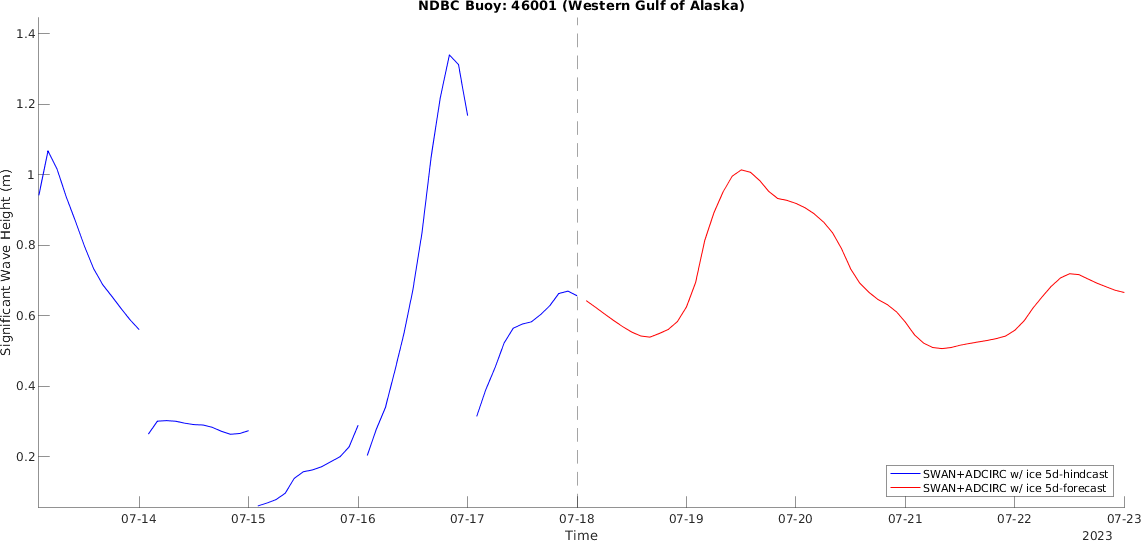 NDBC Buoy: 46001 (Western Gulf of Alaska)
1.4
1.2
1
0.8
0.6
0.4
0.2
Significant Wave Height (m)
SWAN+ADCIRC w/ ice 5d-hindcast
SWAN+ADCIRC w/ ice 5d-forecast
07-14 07-15 07-16 07-17 07-18 07-19 07-20 07-21 07-22 07-23
Time
2023